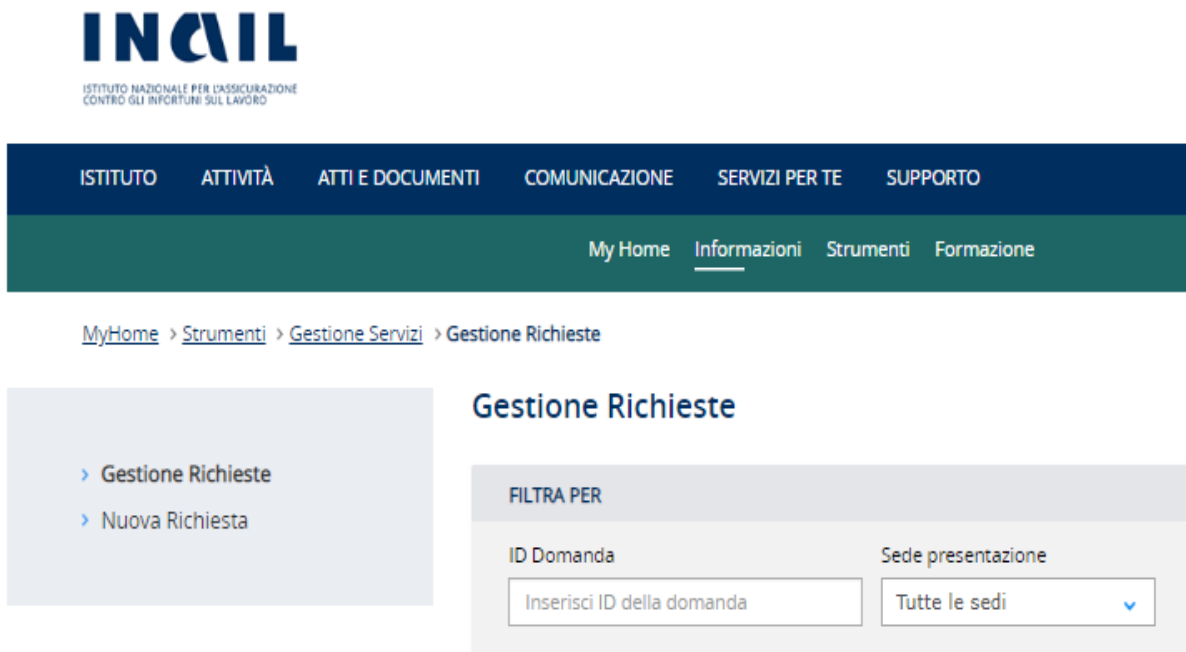 INAIL
ISTITUTO NAZIONALE PER L'ASSICURAZIONE
CONTRO GLI INFORTUNI SUL LAVORO
ISTITUTO ATTIVITÀ ATTI E DOCUMENTI COMUNICAZIONE SERVIZI PER TE SUPPORTO
My Home Informazioni Strumenti Formazione
MyHome > Strumenti > Gestione Servizi > Gestione Richieste
Gestione Richieste
> Gestione Richieste
> Nuova Richiesta
FILTRA PER
ID Domanda Sede presentazione
Inserisci ID della domanda Tutte le sedi